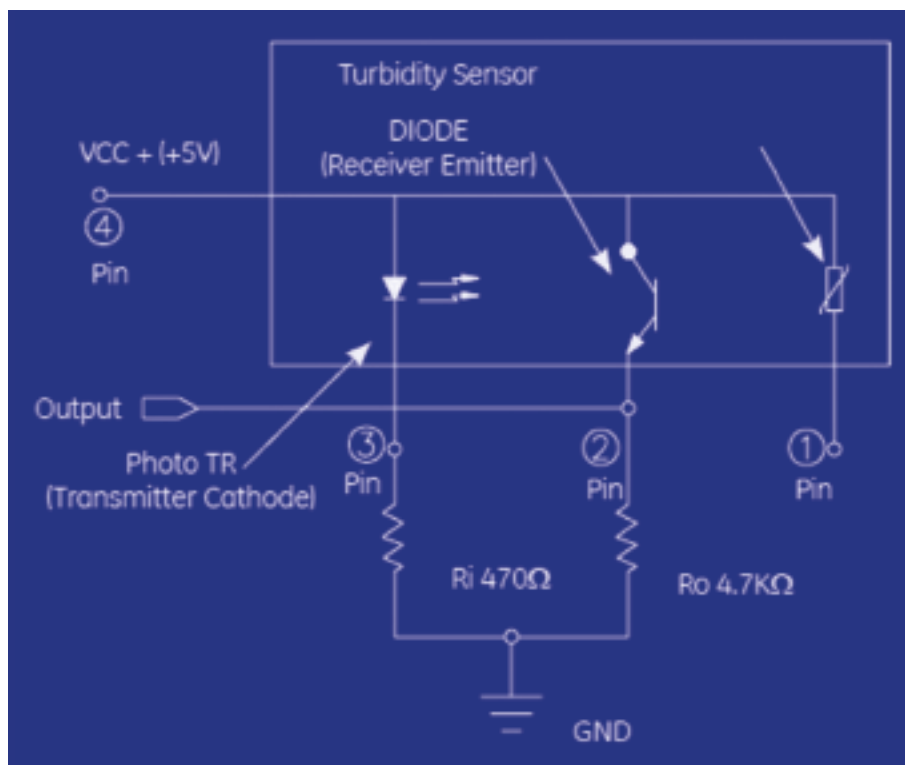 Turbidity Sensor
DIODE
(Receiver Emitter)
VCC + (+5V)
4
Pin
Output
Photo TR
(Transmitter Cathode)
3
Pin
2
Pin
1
Pin
Ri 470Ω
Ro 4.7KΩ
GND